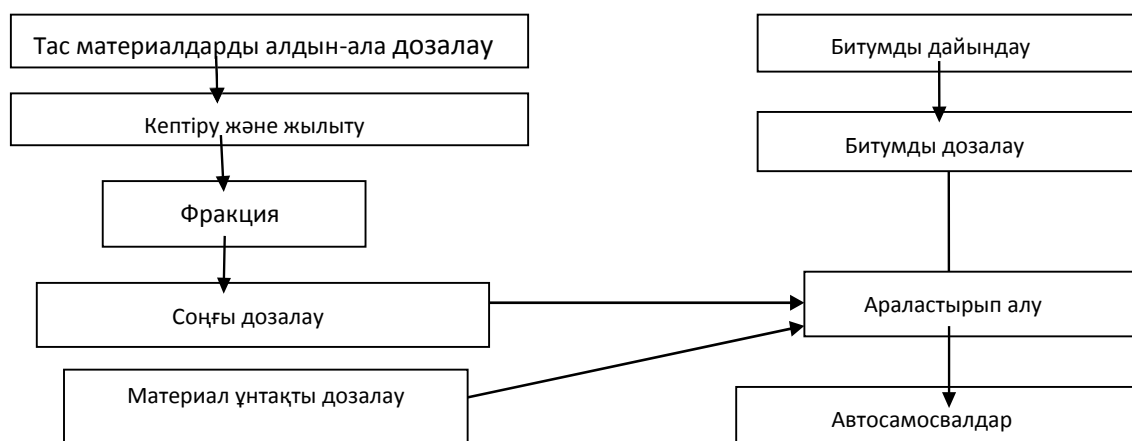 Тас материалдарды алдын-ала дозалау
Кептіру және жылыту
Фракция
Соңғы дозалау
Материал ұнтақты дозалау
Битумды дайындау
Битумды дозалау
Араластырып алу
Автосамосвалдар